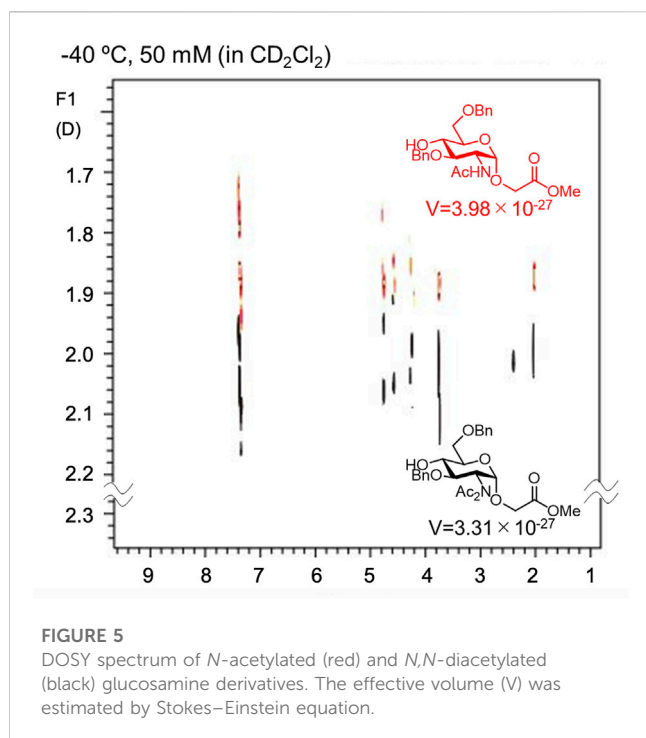 -40 ºC, 50 mM (in CD₂Cl₂)
F1
(D)
1.7
1.8
1.9
2.0
2.1
2.2
2.3
OBn
HO
O
BnO
AcHN
O
O
OMe
V=3.98 × 10⁻²⁷
OBn
HO
O
BnO
Ac₂N
O
O
OMe
V=3.31 × 10⁻²⁷
9 8 7 6 5 4 3 2 1
FIGURE 5
DOSY spectrum of N-acetylated (red) and N,N-diacetylated
(black) glucosamine derivatives. The effective volume (V) was
estimated by Stokes–Einstein equation.